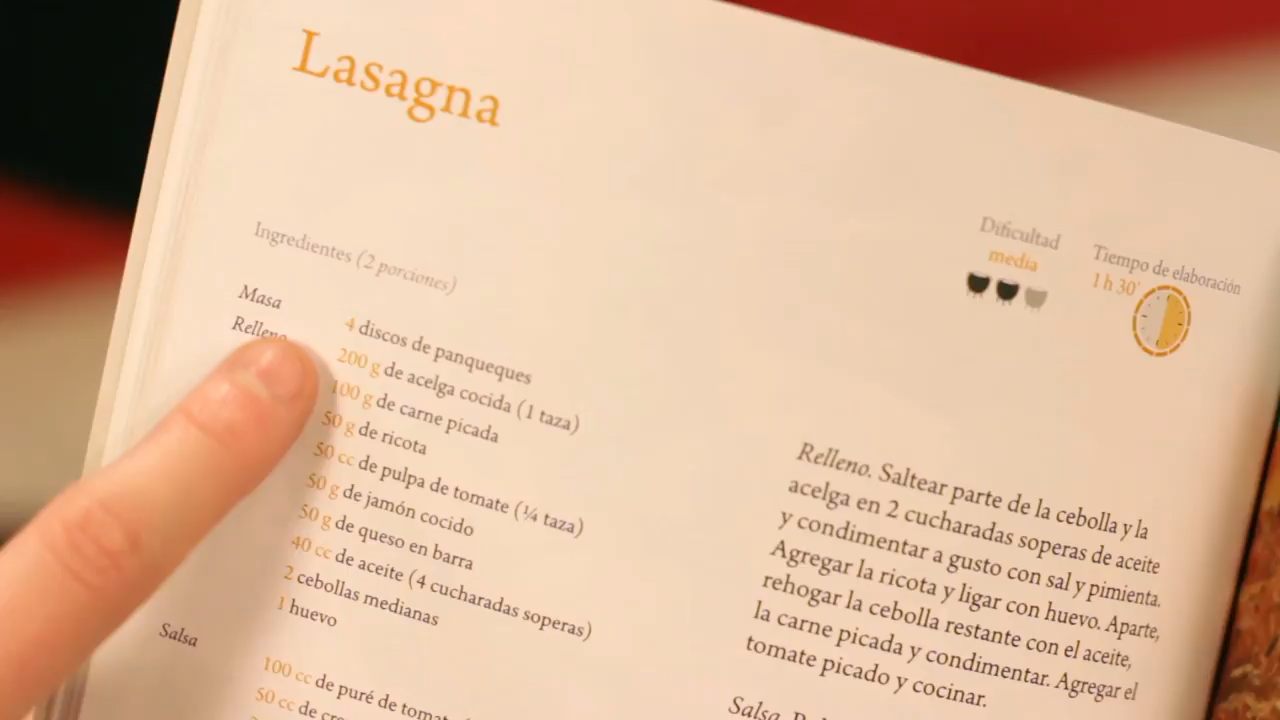 Lasagna
Ingredientes (2 porciones)
Dificultad
media
Tiempo de elaboración
1 h 30'
Masa
4 discos de panqueques
Relleno
200 g de acelga cocida (1 taza)
100 g de carne picada
50 g de ricota
50 cc de pulpa de tomate (¼ taza)
50 g de jamón cocido
50 g de queso en barra
40 cc de aceite (4 cucharadas soperas)
2 cebollas medianas
1 huevo
Salsa
100 cc de puré de
50 cc de
Relleno. Saltear parte de la cebolla y la
acelga en 2 cucharadas soperas de aceite
y condimentar a gusto con sal y pimienta.
Agregar la ricota y ligar con huevo. Aparte,
rehogar la cebolla restante con el aceite,
la carne picada y condimentar. Agregar el
tomate picado y cocinar.
Salsa.